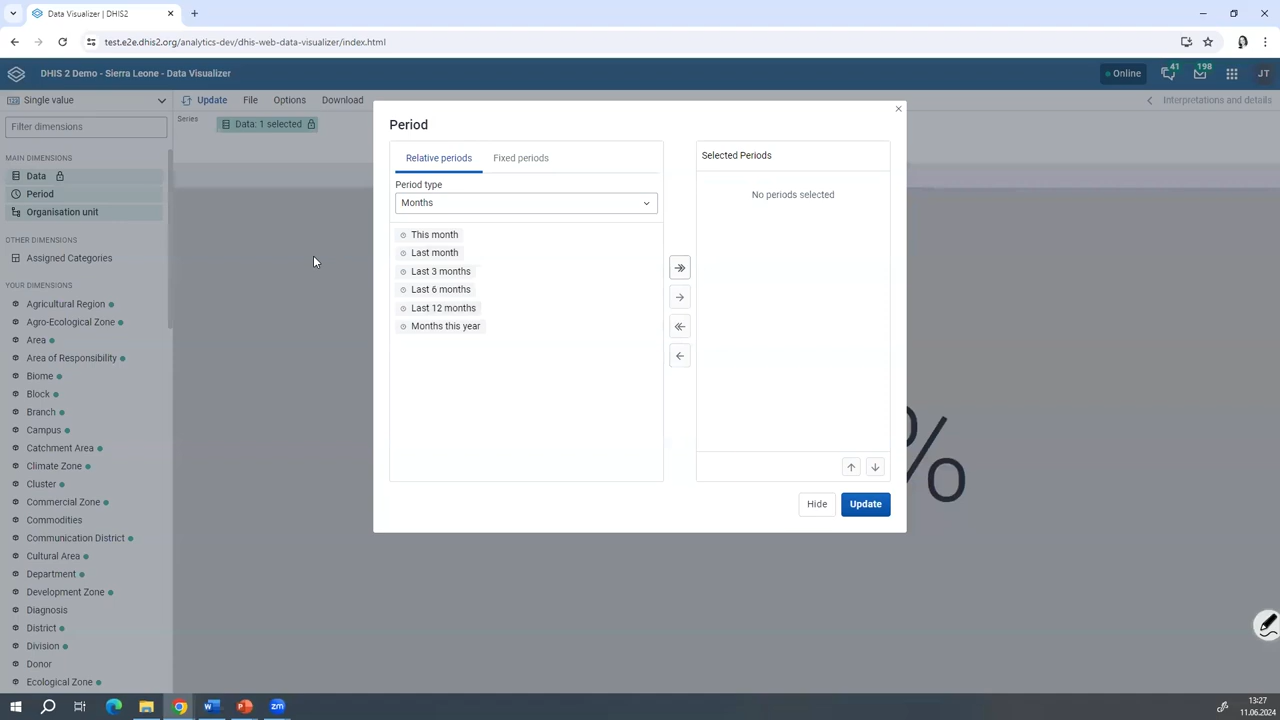 Data Visualizer | DHIS2
test.e2e.dhis2.org/analytics-dev/dhis-web-data-visualizer/index.html
DHIS 2 Demo - Sierra Leone - Data Visualizer
Online
41
198
JT
Single value
Update
File
Options
Download
Interpretations and details
Filter dimensions
Series
Data: 1 selected
MAIN DIMENSIONS
Data
Period
Organisation unit
OTHER DIMENSIONS
Assigned Categories
YOUR DIMENSIONS
Agricultural Region
Agro-Ecological Zone
Area
Area of Responsibility
Biome
Block
Branch
Campus
Catchment Area
Climate Zone
Cluster
Commercial Zone
Commodities
Communication District
Cultural Area
Department
Development Zone
Diagnosis
District
Division
Donor
Ecological Zone
Period
Relative periods
Fixed periods
Period type
Months
This month
Last month
Last 3 months
Last 6 months
Last 12 months
Months this year
Selected Periods
No periods selected
Hide
Update
%
13:27
11.06.2024